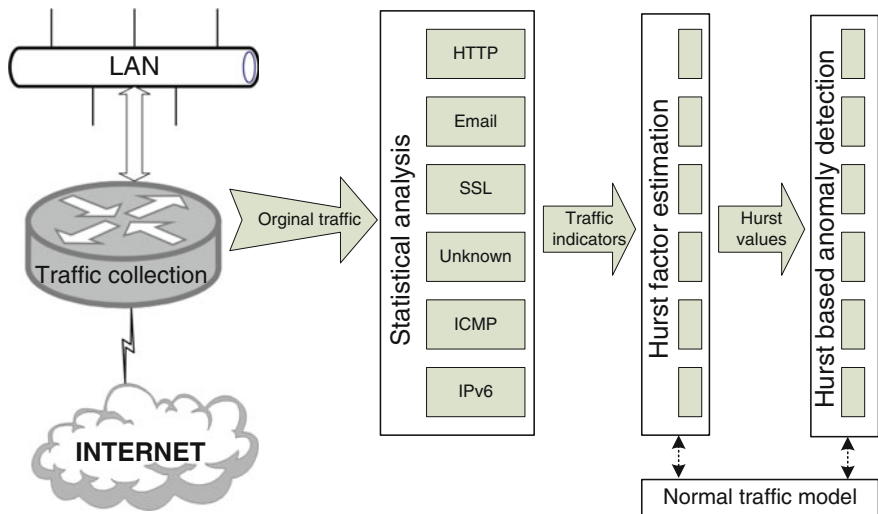 LAN
Traffic collection
INTERNET
Orginal traffic
Statistical analysis
HTTP
Email
SSL
Unknown
ICMP
IPv6
Traffic
indicators
Hurst factor estimation
Hurst
values
Hurst based anomaly detection
Normal traffic model